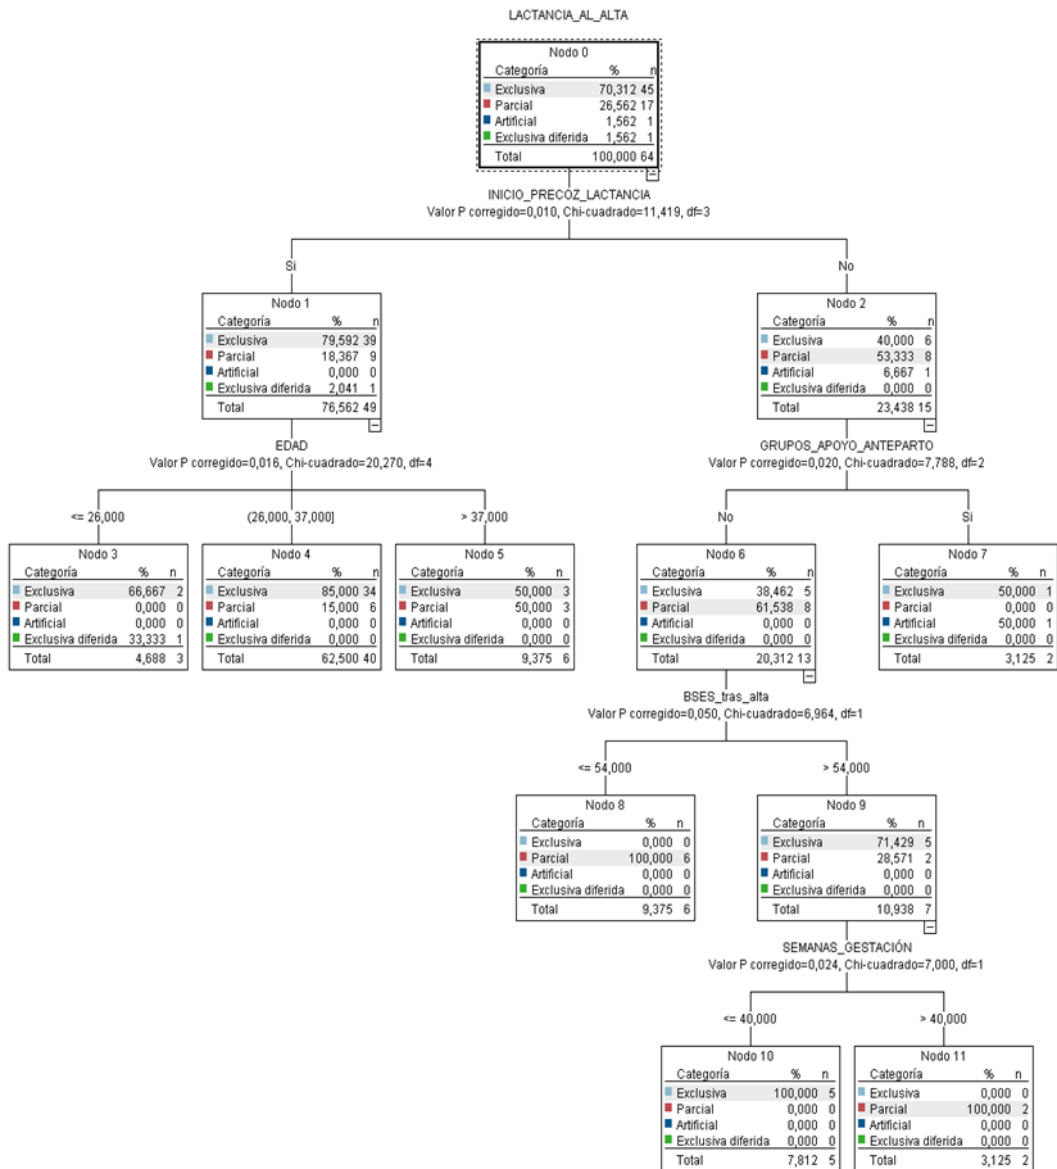 LACTANCIA_AL_ALTA
Nodo 0
Categoría % n
Exclusiva 70,312 45
Parcial 26,562 17
Artificial 1,562 1
Exclusiva diferida 1,562 1
Total 100,000 64
INICIO_PRECOZ_LACTANCIA
Valor P corregido=0,010, Chi-cuadrado=11,419, df=3
Si
No
Nodo 1
Categoría % n
Exclusiva 79,592 39
Parcial 18,367 9
Artificial 0,000 0
Exclusiva diferida 2,041 1
Total 76,562 49
Nodo 2
Categoría % n
Exclusiva 40,000 6
Parcial 53,333 8
Artificial 6,667 1
Exclusiva diferida 0,000 0
Total 23,438 15
EDAD
Valor P corregido=0,016, Chi-cuadrado=20,270, df=4
GRUPOS_APOYO_ANTEPARTO
Valor P corregido=0,020, Chi-cuadrado=7,788, df=2
<= 26,000
(26,000, 37,000]
> 37,000
No
Si
Nodo 3
Categoría % n
Exclusiva 66,667 2
Parcial 0,000 0
Artificial 0,000 0
Exclusiva diferida 33,333 1
Total 4,688 3
Nodo 4
Categoría % n
Exclusiva 85,000 34
Parcial 15,000 6
Artificial 0,000 0
Exclusiva diferida 0,000 0
Total 62,500 40
Nodo 5
Categoría % n
Exclusiva 50,000 3
Parcial 50,000 3
Artificial 0,000 0
Exclusiva diferida 0,000 0
Total 9,375 6
Nodo 6
Categoría % n
Exclusiva 38,462 5
Parcial 61,538 8
Artificial 0,000 0
Exclusiva diferida 0,000 0
Total 20,312 13
Nodo 7
Categoría % n
Exclusiva 50,000 1
Parcial 0,000 0
Artificial 50,000 1
Exclusiva diferida 0,000 0
Total 3,125 2
BSES_tras_alta
Valor P corregido=0,050, Chi-cuadrado=6,964, df=1
<= 54,000
> 54,000
Nodo 8
Categoría % n
Exclusiva 0,000 0
Parcial 100,000 6
Artificial 0,000 0
Exclusiva diferida 0,000 0
Total 9,375 6
Nodo 9
Categoría % n
Exclusiva 71,429 5
Parcial 28,571 2
Artificial 0,000 0
Exclusiva diferida 0,000 0
Total 10,938 7
SEMANAS_GESTACIÓN
Valor P corregido=0,024, Chi-cuadrado=7,000, df=1
<= 40,000
> 40,000
Nodo 10
Categoría % n
Exclusiva 100,000 5
Parcial 0,000 0
Artificial 0,000 0
Exclusiva diferida 0,000 0
Total 7,812 5
Nodo 11
Categoría % n
Exclusiva 0,000 0
Parcial 100,000 2
Artificial 0,000 0
Exclusiva diferida 0,000 0
Total 3,125 2